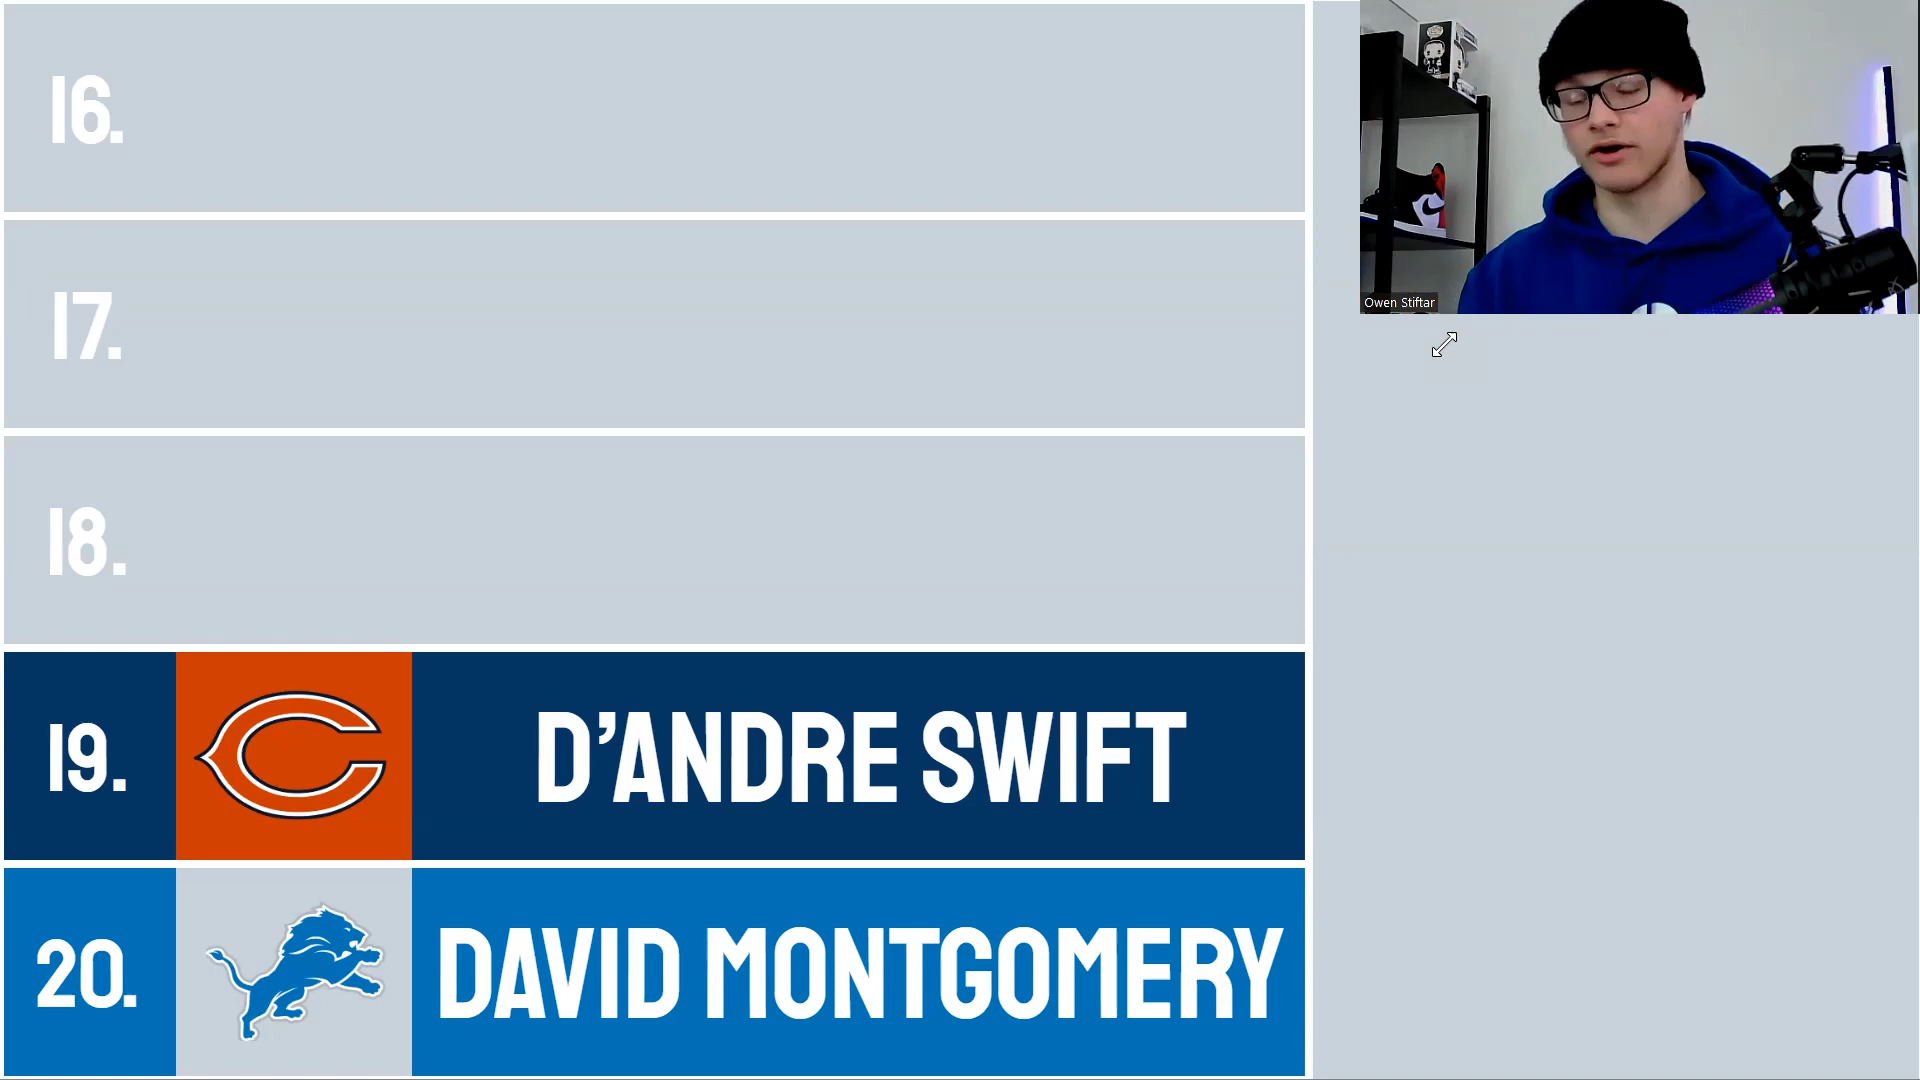 16.
17.
18.
19. D'ANDRE SWIFT
20. DAVID MONTGOMERY
Owen Stiftar